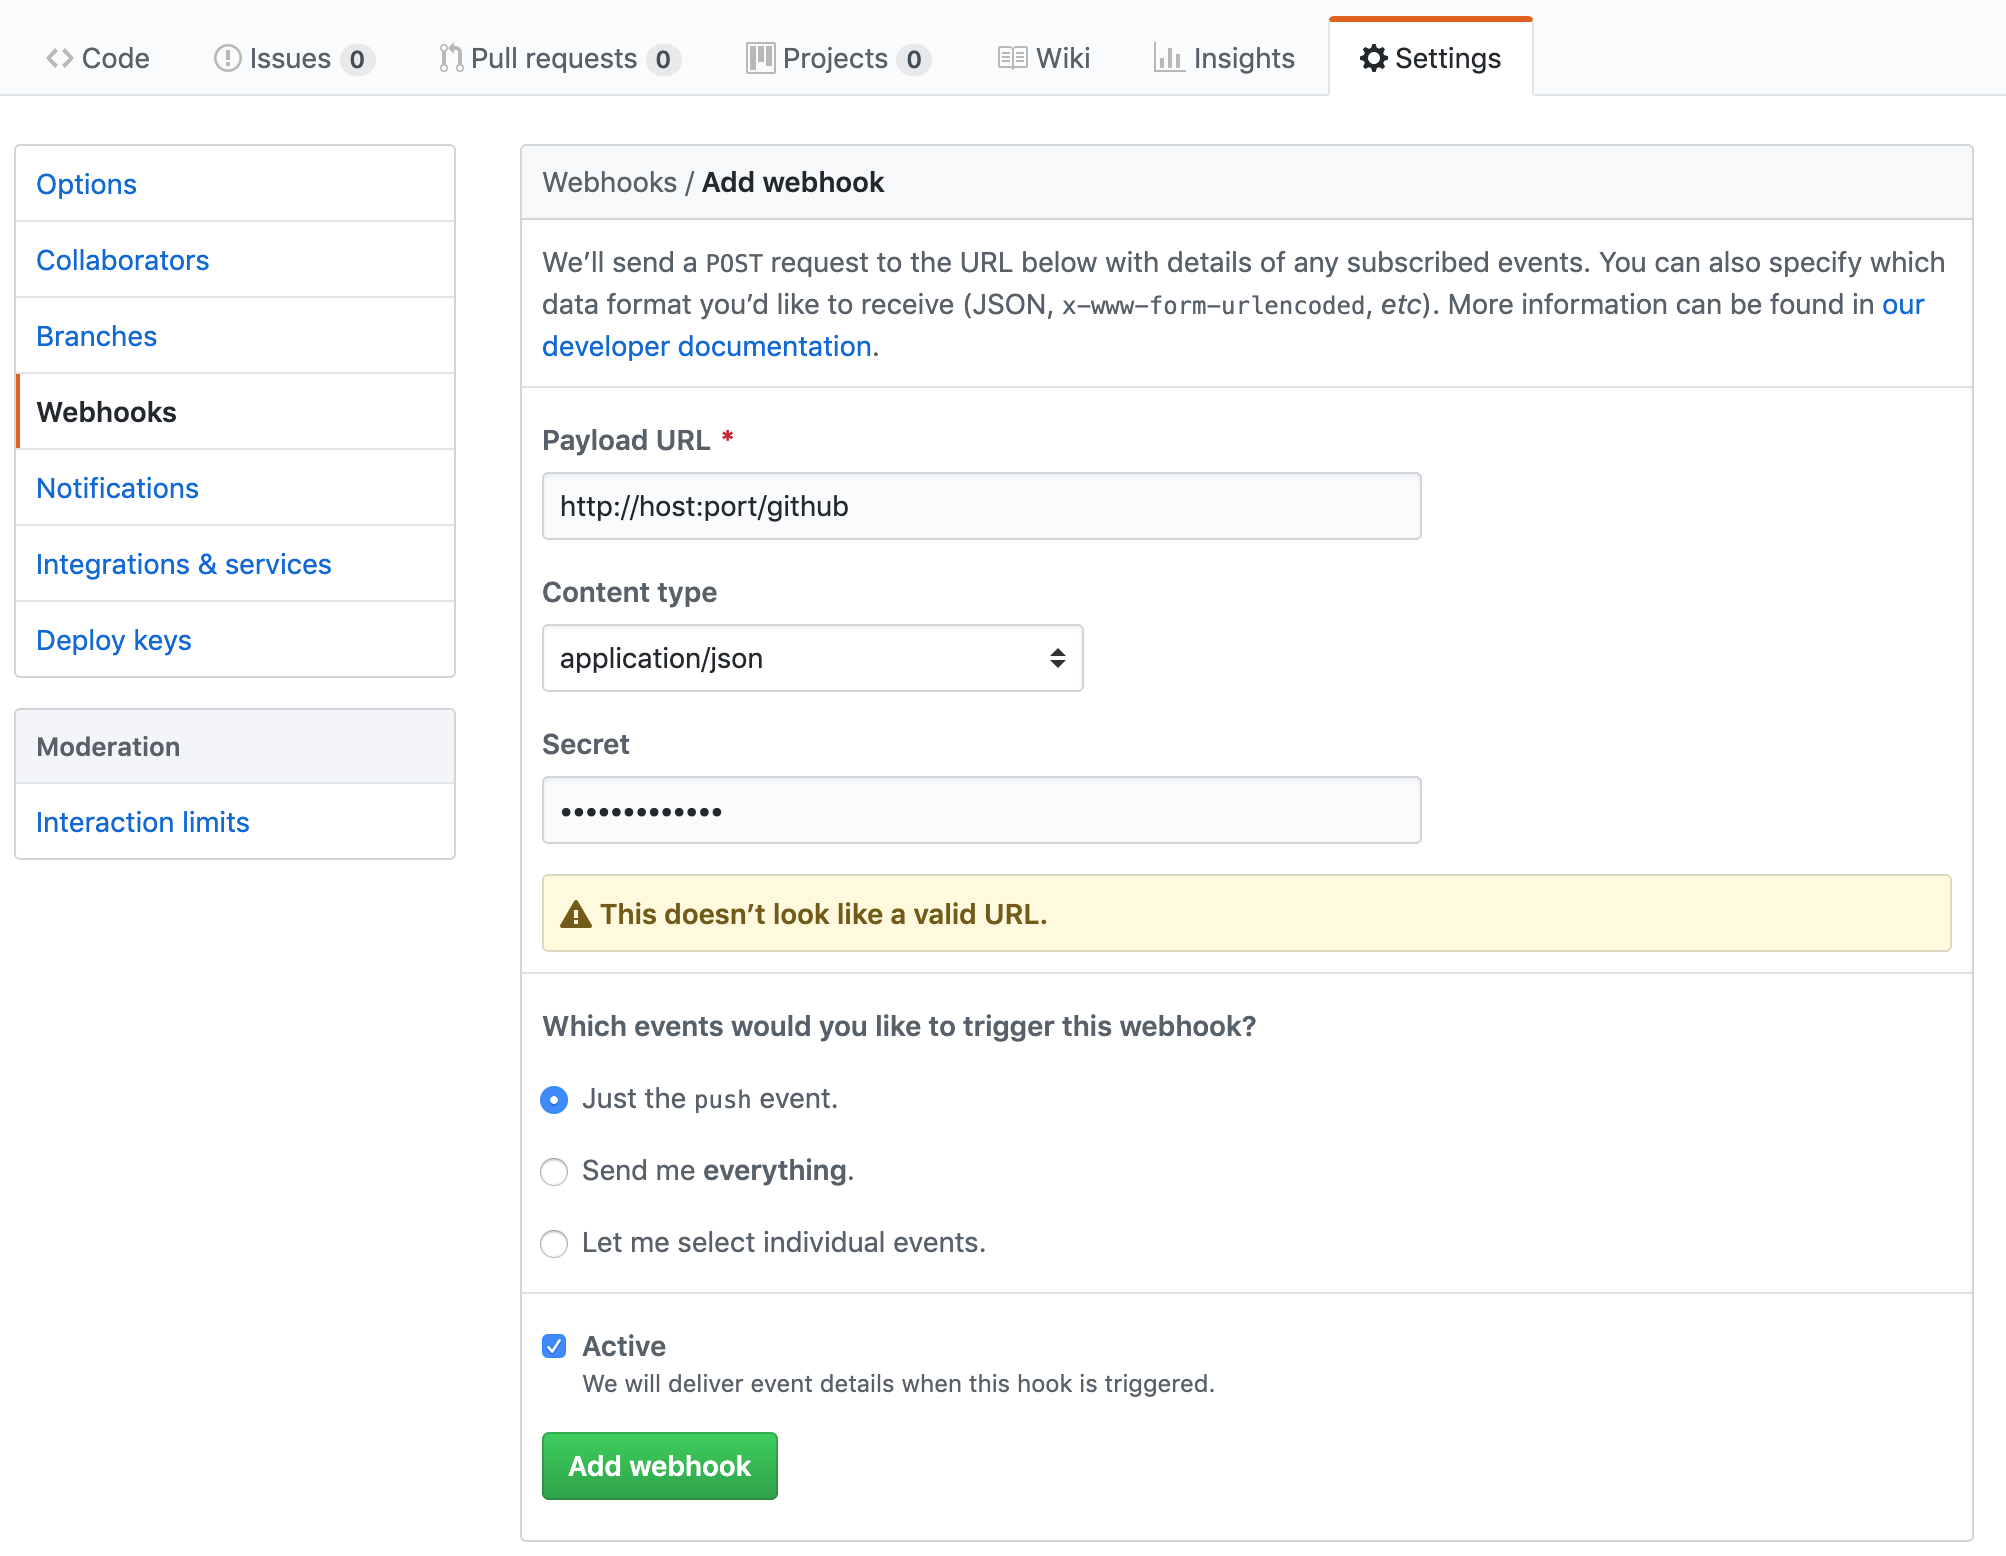 Code Issues 0 Pull requests 0 Projects 0 Wiki Insights Settings
Options
Collaborators
Branches
Webhooks
Notifications
Integrations & services
Deploy keys
Moderation
Interaction limits
Webhooks / Add webhook
We’ll send a POST request to the URL below with details of any subscribed events. You can also specify which
data format you’d like to receive (JSON, x-www-form-urlencoded, etc). More information can be found in our
developer documentation.
Payload URL *
http://host:port/github
Content type
application/json
Secret
•••••••••••••
This doesn’t look like a valid URL.
Which events would you like to trigger this webhook?
Just the push event.
Send me everything.
Let me select individual events.
Active
We will deliver event details when this hook is triggered.
Add webhook